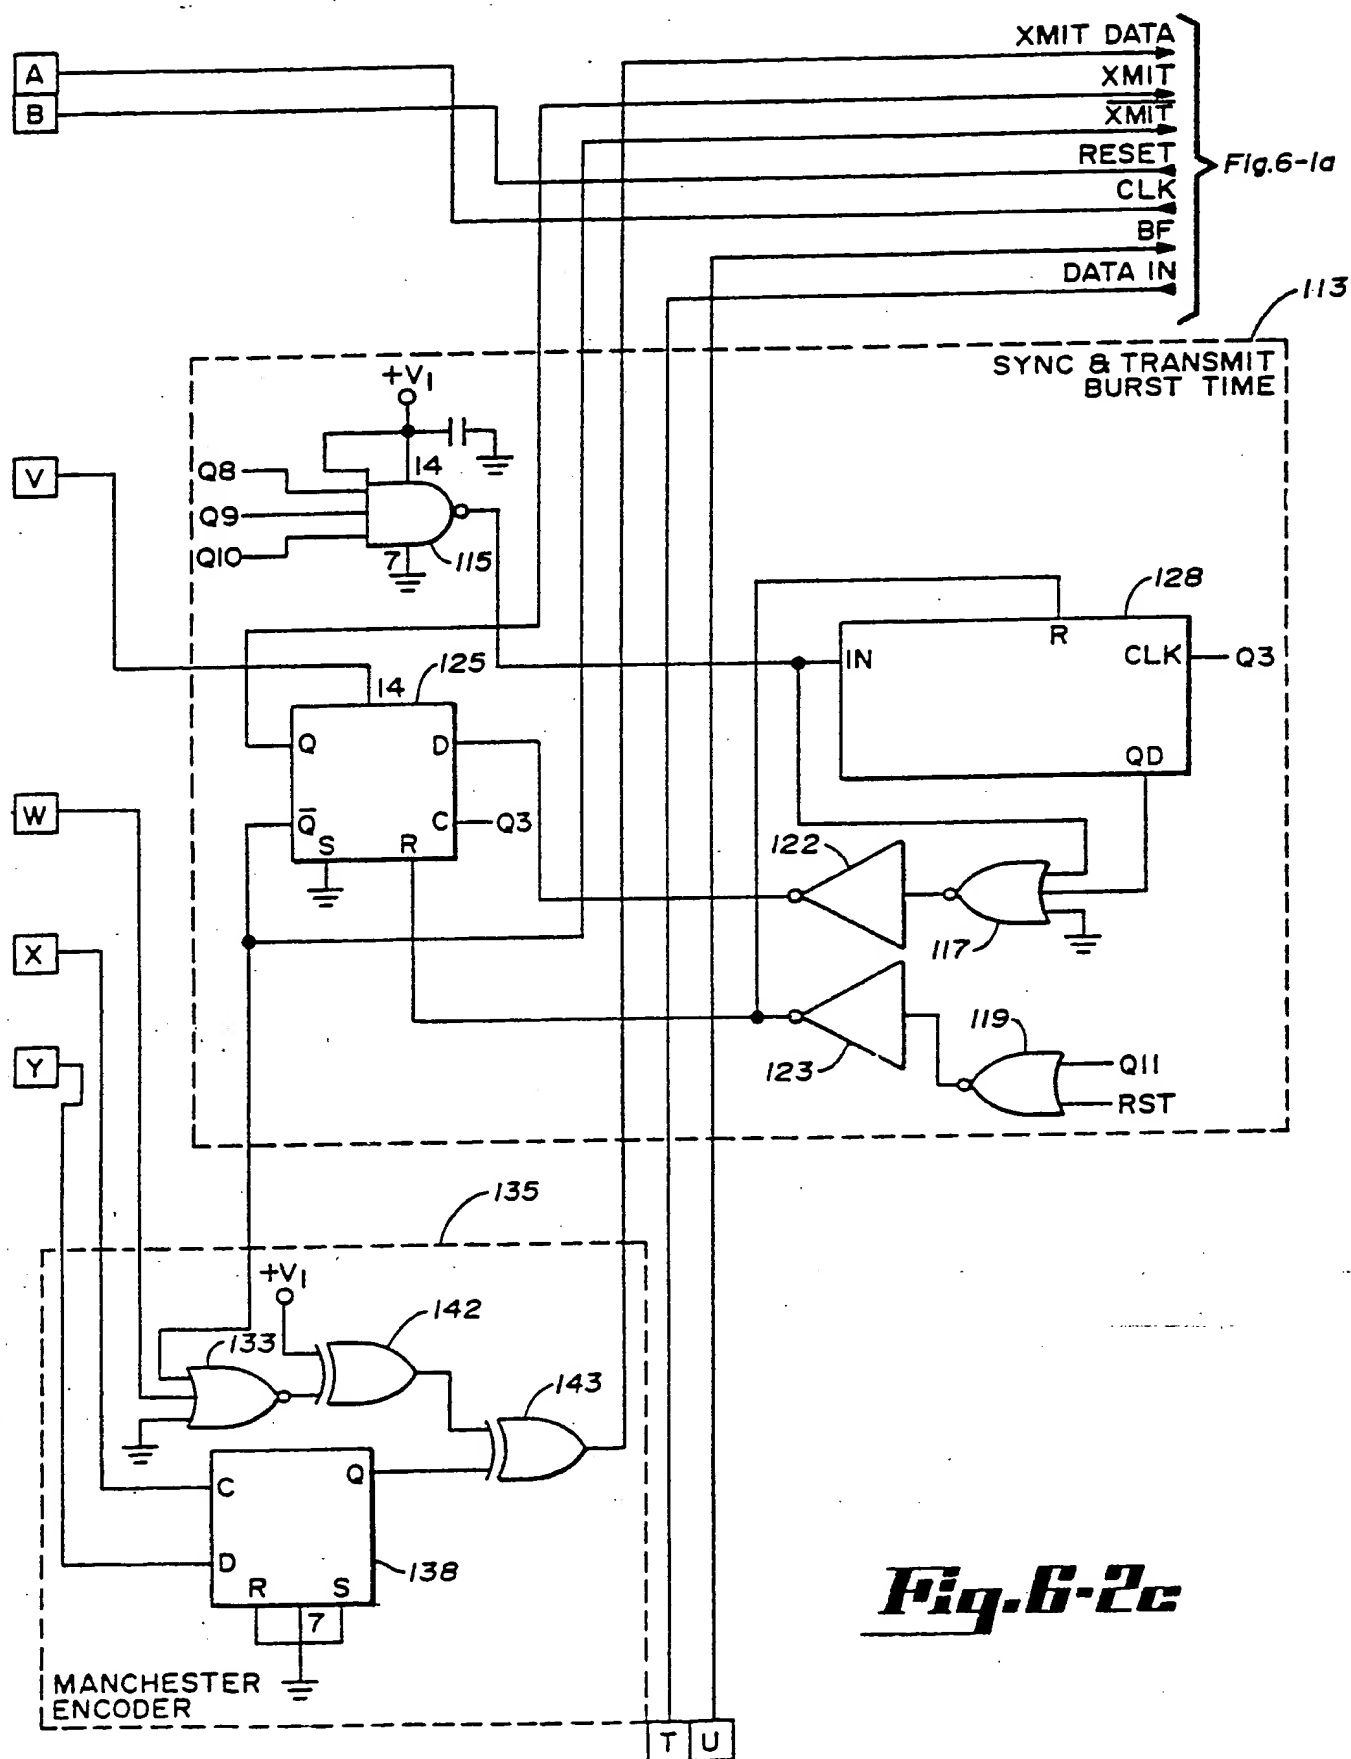 XMIT DATA
A
XMIT
B
X̅M̅I̅T̅
RESET
Fig.6-1a
CLK
BF
DATA IN
113
SYNC & TRANSMIT
BURST TIME
+V1
14
V
Q8
Q9
Q10
7
115
128
R
IN
CLK
Q3
125
14
Q
D
QD
W
Q̅
C
Q3
S
R
122
117
X
119
Y
123
Q11
RST
135
+V1
142
133
143
Q
C
D
138
R
S
7
Fig.6-2c
MANCHESTER
ENCODER
T
U